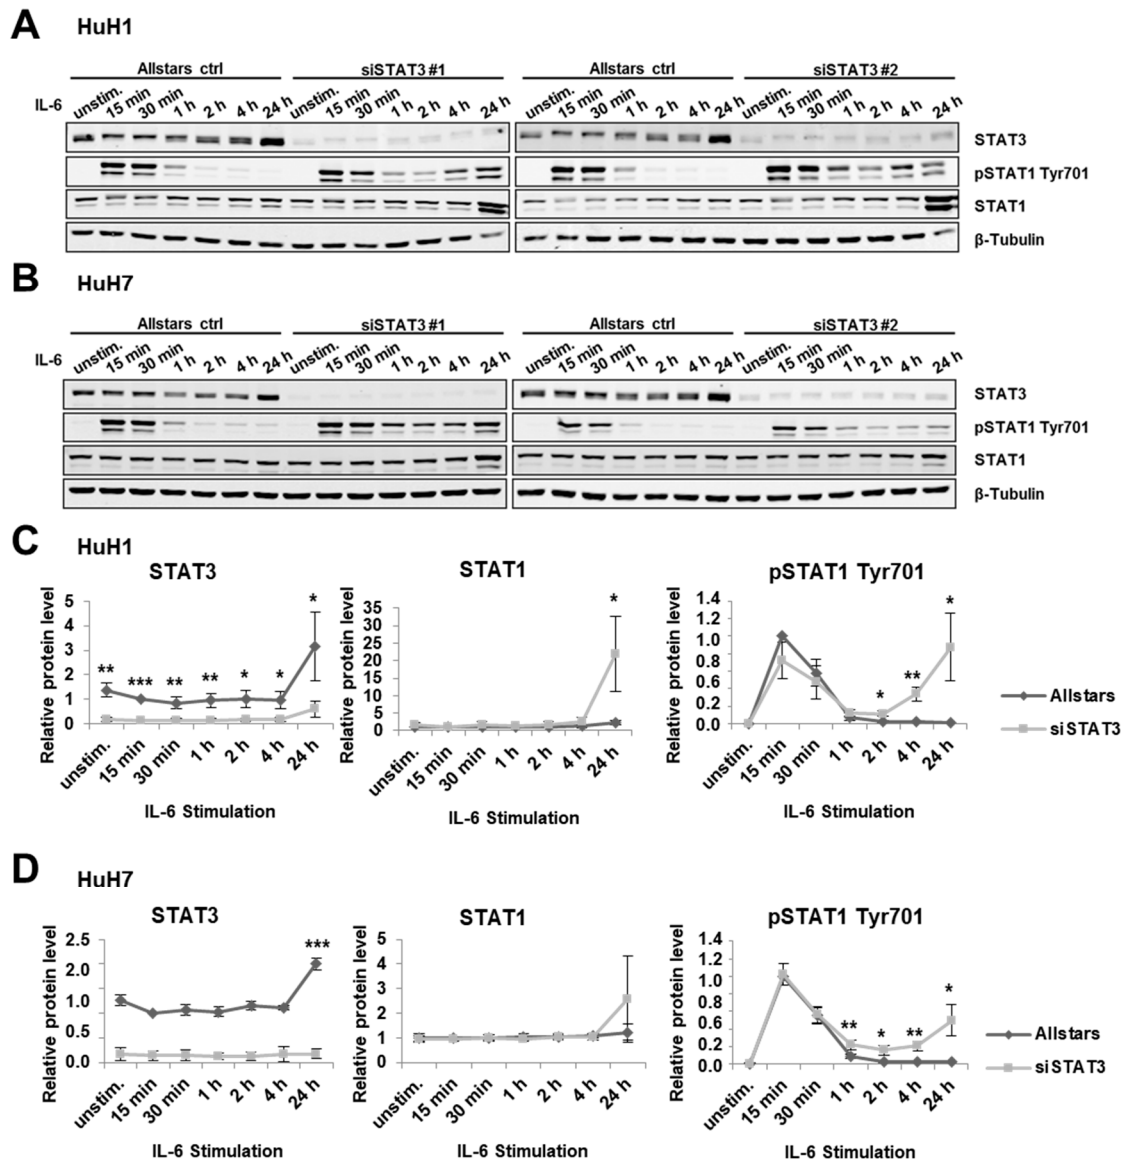 A HuH1
Allstars ctrl siSTAT3 #1 Allstars ctrl siSTAT3 #2
IL-6 unstim. 15 min 30 min 1 h 2 h 4 h 24 h unstim. 15 min 30 min 1 h 2 h 4 h 24 h unstim. 15 min 30 min 1 h 2 h 4 h 24 h unstim. 15 min 30 min 1 h 2 h 4 h 24 h
STAT3
pSTAT1 Tyr701
STAT1
β-Tubulin
B HuH7
Allstars ctrl siSTAT3 #1 Allstars ctrl siSTAT3 #2
IL-6 unstim. 15 min 30 min 1 h 2 h 4 h 24 h unstim. 15 min 30 min 1 h 2 h 4 h 24 h unstim. 15 min 30 min 1 h 2 h 4 h 24 h unstim. 15 min 30 min 1 h 2 h 4 h 24 h
STAT3
pSTAT1 Tyr701
STAT1
β-Tubulin
C HuH1
STAT3
Relative protein level
5
4
3
2
1
0
** *** ** ** * * *
unstim. 15 min 30 min 1 h 2 h 4 h 24 h
IL-6 Stimulation
STAT1
Relative protein level
35
30
25
20
15
10
5
0
*
unstim. 15 min 30 min 1 h 2 h 4 h 24 h
IL-6 Stimulation
pSTAT1 Tyr701
Relative protein level
1.4
1.2
1.0
0.8
0.6
0.4
0.2
0.0
* ** *
unstim. 15 min 30 min 1 h 2 h 4 h 24 h
IL-6 Stimulation
Allstars
siSTAT3
D HuH7
STAT3
Relative protein level
2.5
2.0
1.0
0.5
0.0
***
unstim. 15 min 30 min 1 h 2 h 4 h 24 h
IL-6 Stimulation
STAT1
Relative protein level
5
4
3
2
1
0
unstim. 15 min 30 min 1 h 2 h 4 h 24 h
IL-6 Stimulation
pSTAT1 Tyr701
Relative protein level
1.4
1.2
1.0
0.8
0.6
0.4
0.2
0.0
** * ** *
unstim. 15 min 30 min 1 h 2 h 4 h 24 h
IL-6 Stimulation
Allstars
siSTAT3